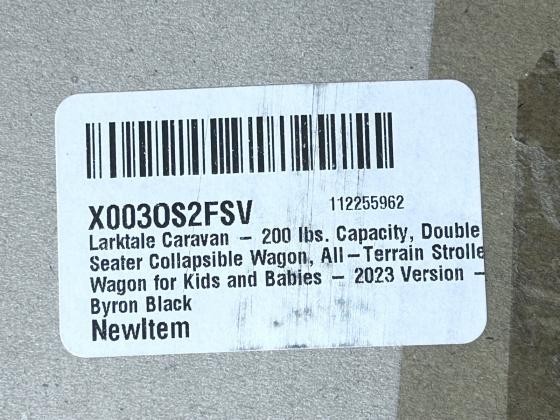 X003OS2FSV
112255962
Larktale Caravan – 200 lbs. Capacity, Double
Seater Collapsible Wagon, All–Terrain Strolle
Wagon for Kids and Babies – 2023 Version –
Byron Black
NewItem